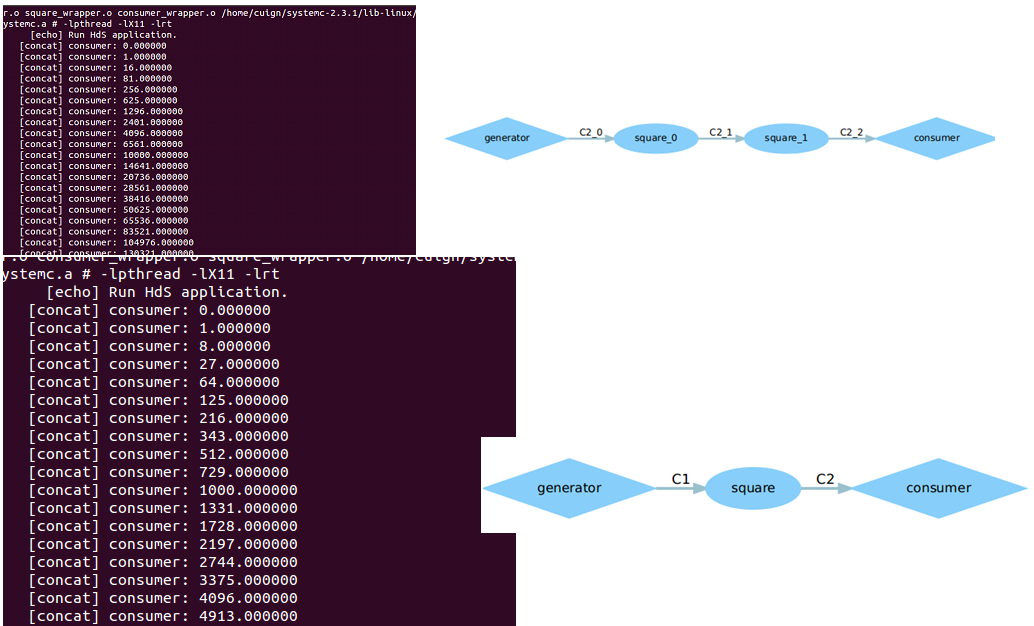 r.o square_wrapper.o consumer_wrapper.o /home/cuign/systemc-2.3.1/lib-linux/
ystemc.a # -lpthread -lX11 -lrt
[echo] Run HdS application.
[concat] consumer: 0.000000
[concat] consumer: 1.000000
[concat] consumer: 16.000000
[concat] consumer: 81.000000
[concat] consumer: 256.000000
[concat] consumer: 625.000000
[concat] consumer: 1296.000000
[concat] consumer: 2401.000000
[concat] consumer: 4096.000000
[concat] consumer: 6561.000000
[concat] consumer: 10000.000000
[concat] consumer: 14641.000000
[concat] consumer: 20736.000000
[concat] consumer: 28561.000000
[concat] consumer: 38416.000000
[concat] consumer: 50625.000000
[concat] consumer: 65536.000000
[concat] consumer: 83521.000000
[concat] consumer: 104976.000000
[concat] consumer: 130321.000000
generator C2_0 square_0 C2_1 square_1 C2_2 consumer
r.o consumer_wrapper.o square_wrapper.o /home/cuign/syste
ystemc.a # -lpthread -lX11 -lrt
[echo] Run HdS application.
[concat] consumer: 0.000000
[concat] consumer: 1.000000
[concat] consumer: 8.000000
[concat] consumer: 27.000000
[concat] consumer: 64.000000
[concat] consumer: 125.000000
[concat] consumer: 216.000000
[concat] consumer: 343.000000
[concat] consumer: 512.000000
[concat] consumer: 729.000000
[concat] consumer: 1000.000000
[concat] consumer: 1331.000000
[concat] consumer: 1728.000000
[concat] consumer: 2197.000000
[concat] consumer: 2744.000000
[concat] consumer: 3375.000000
[concat] consumer: 4096.000000
[concat] consumer: 4913.000000
generator C1 square C2 consumer